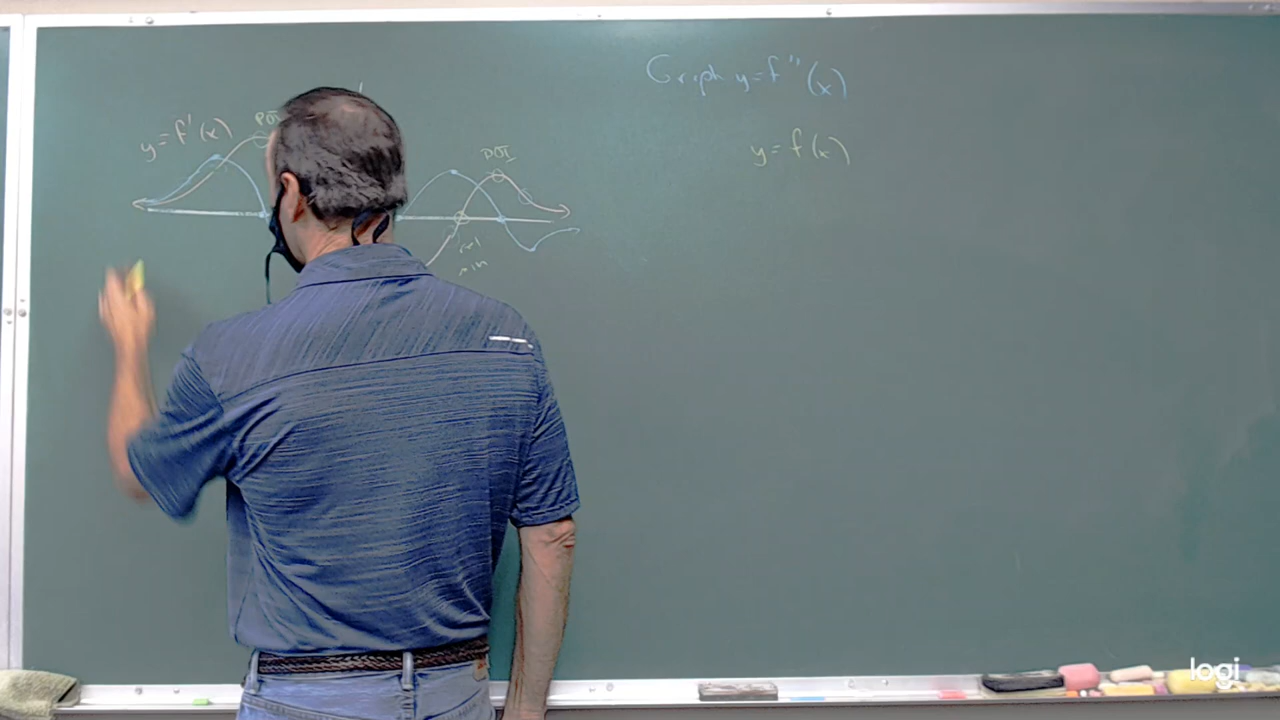 Graph y=f"(x)
y=f'(x)
POI
y=f(x)
POI
rel
min
logi